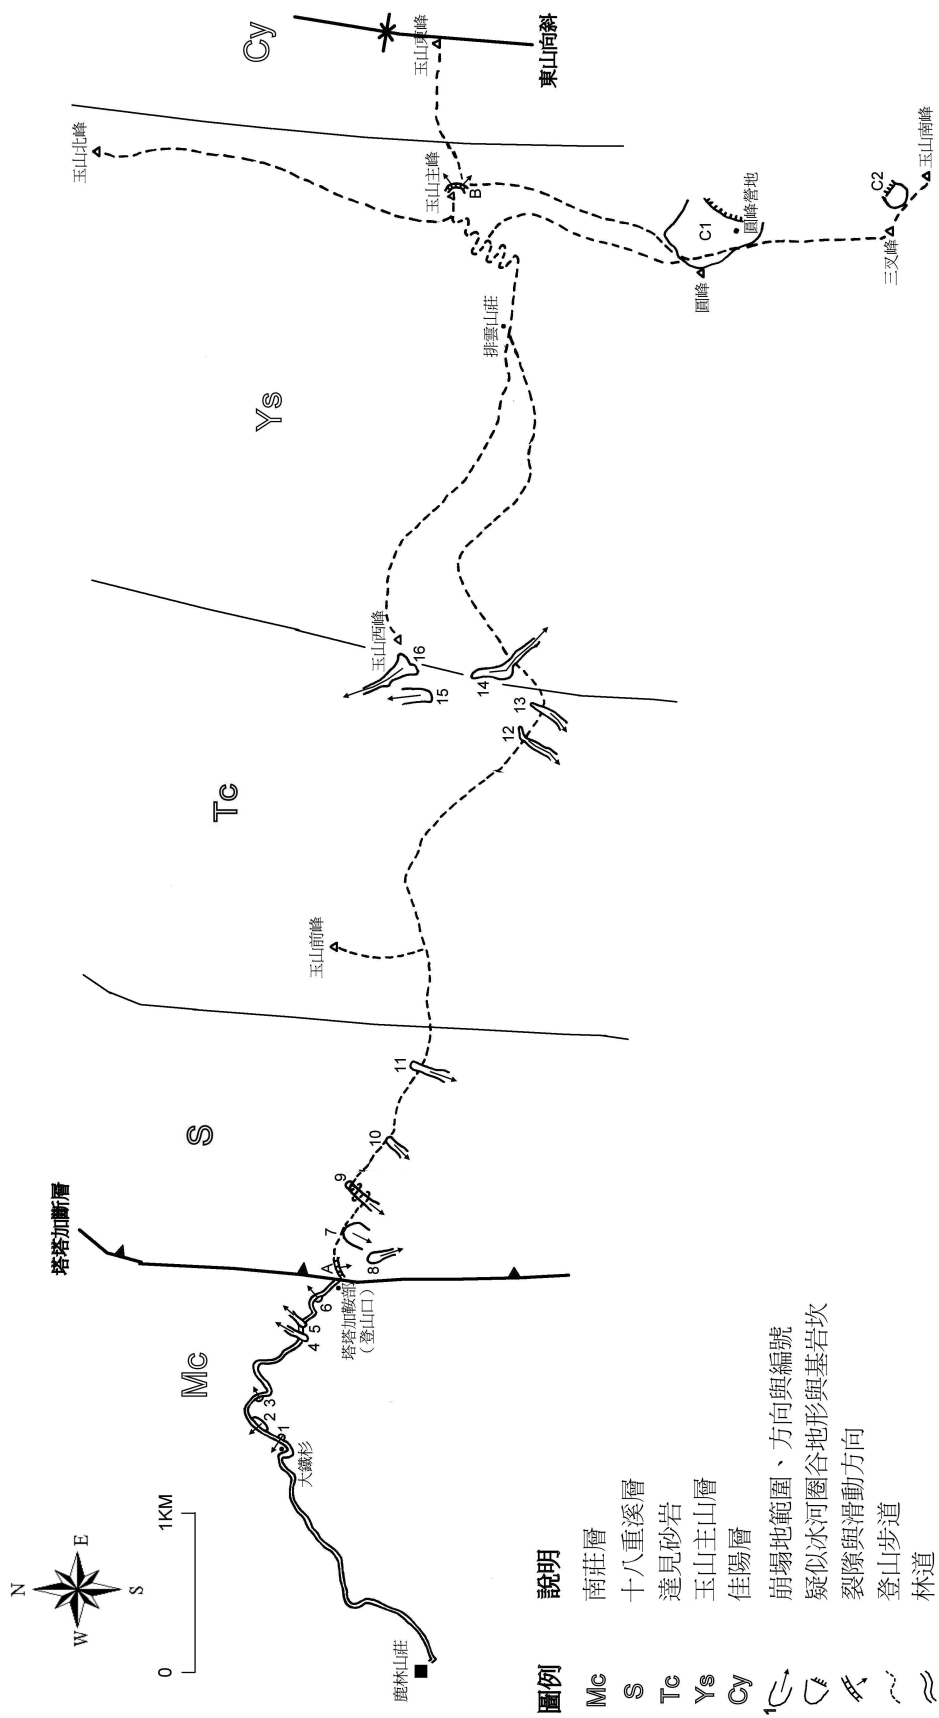 N
W
E
S
0
1KM
鹿林山莊
大鐵杉
1
2
3
4
5
6
塔塔加鞍部
（登山口）
塔塔加斷層
Mc
A
7
8
9
10
11
S
玉山前峰
Tc
12
13
14
15
16
玉山西峰
Ys
排雲山莊
玉山北峰
玉山主峰
B
圓峰
C1
圓峰營地
三叉峰
C2
玉山南峰
Cy
玉山東峰
東山向斜
圖例 說明
Mc 南莊層
S 十八重溪層
Tc 達見砂岩
Ys 玉山主山層
Cy 佳陽層
1 崩塌地範圍、方向與編號
疑似冰河圈谷地形與基岩坎
裂隙與滑動方向
登山步道
林道